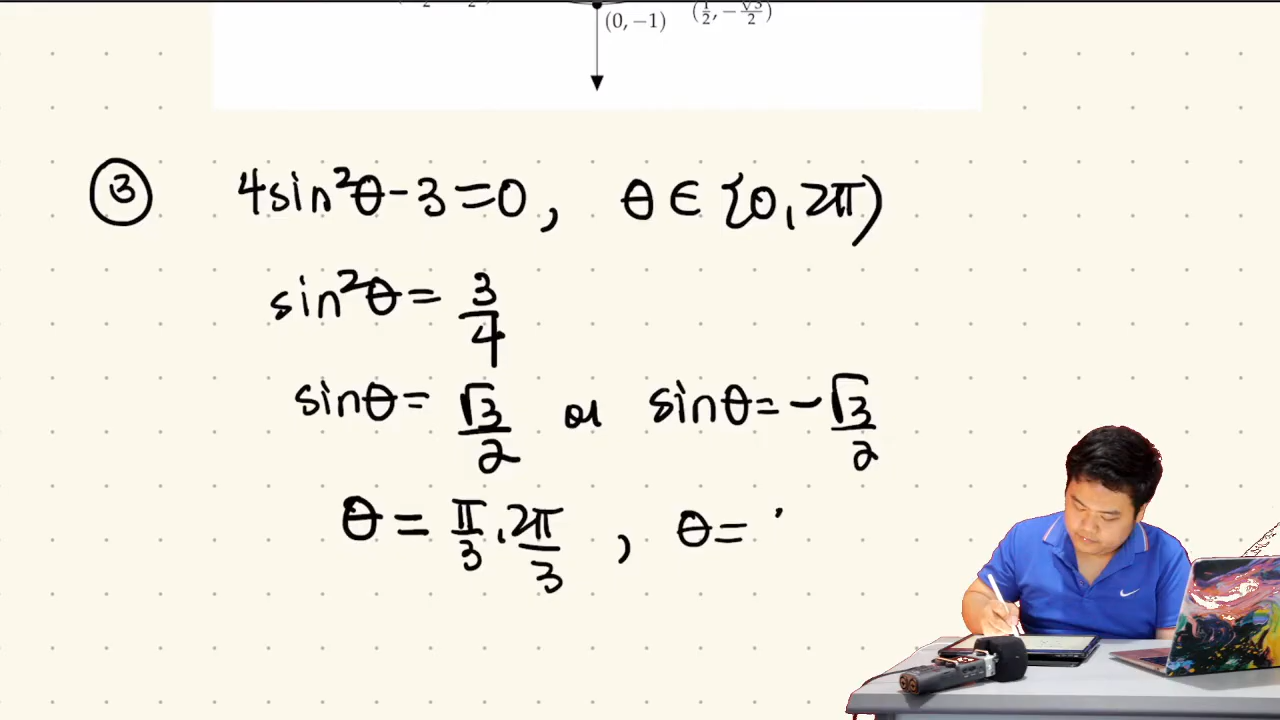 (0, −1) (1/2, −√3/2)
③ 4sin²θ - 3 = 0, θ ∈ {0, 2π)
sin²θ = 3/4
sinθ = √3/2 or sinθ = -√3/2
θ = π/3, 2π/3 , θ =